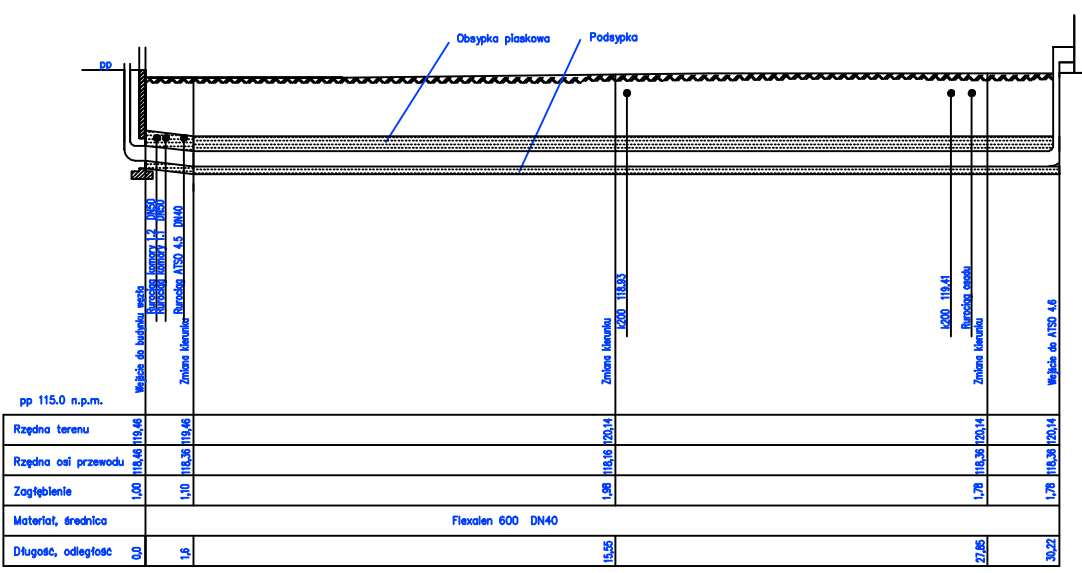 Obsypka piaskowa
Podsypka
pp
Wejście do budynku węzła
Rurociąg komory 1.2 DN50
Rurociąg komory 1.1 DN50
Rurociąg ATSO 4.5 DN40
Zmiana kierunku
k200 118,93
Zmiana kierunku
k200 119,41
Rurociąg osadu
Zmiana kierunku
Wejście do ATSO 4.6
pp 115.0 n.p.m.
Rzędna terenu 119,46 119,46 120,14 120,14 120,14
Rzędna osi przewodu 118,46 118,36 118,16 118,36 118,36
Zagłębienie 1,00 1,10 1,98 1,78 1,78
Materiał, średnica Flexalen 600 DN40
Długość, odległość 0,0 1,6 15,55 27,85 30,22